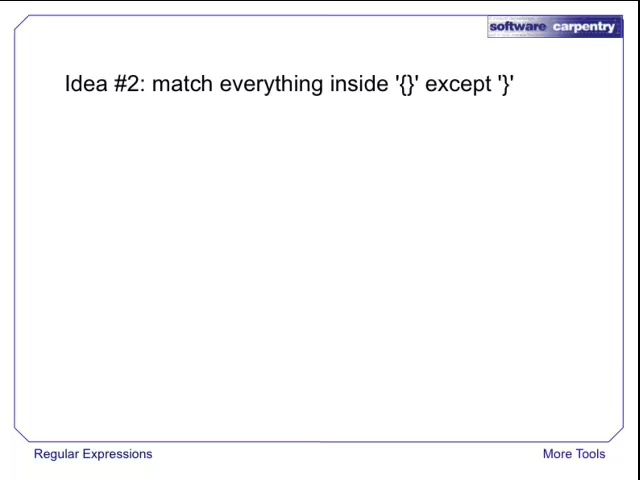 software carpentry
Idea #2: match everything inside '{}' except '}'
Regular Expressions
More Tools